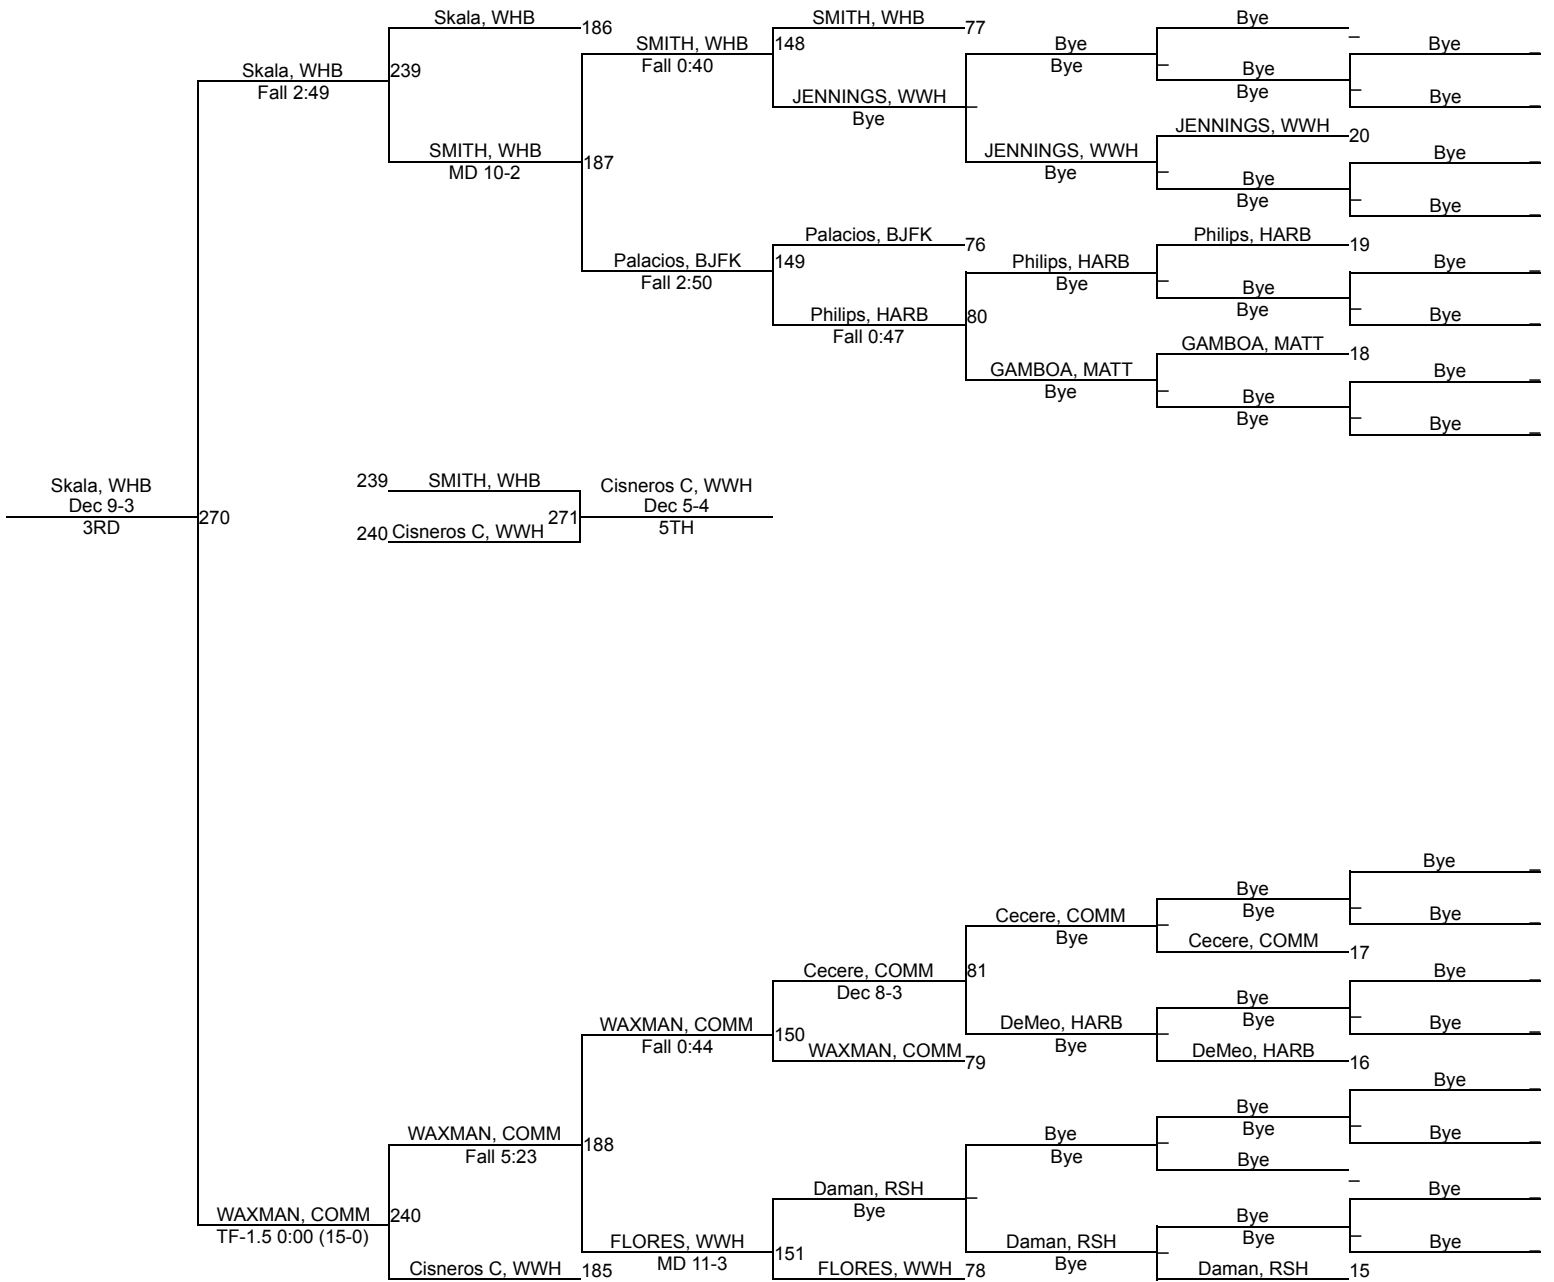 Skala, WHB
186
SMITH, WHB
77
Bye
_
SMITH, WHB
148
Fall 0:40
Bye
Bye
_
Bye
_
Skala, WHB
239
Fall 2:49
Bye
Bye
_
JENNINGS, WWH
Bye
_
Bye
_
JENNINGS, WWH
20
SMITH, WHB
MD 10-2
187
JENNINGS, WWH
Bye
_
Bye
_
Bye
Bye
_
Bye
_
Palacios, BJFK
76
Philips, HARB
19
Palacios, BJFK
149
Fall 2:50
Philips, HARB
Bye
_
Bye
_
Bye
Bye
_
Philips, HARB
80
Fall 0:47
Bye
_
GAMBOA, MATT
18
GAMBOA, MATT
Bye
_
Bye
_
Bye
Bye
_
Bye
_
Skala, WHB
Dec 9-3
3RD
270
239
SMITH, WHB
240
Cisneros C, WWH
271
Cisneros C, WWH
Dec 5-4
5TH
Bye
_
Bye
Bye
_
Cecere, COMM
Bye
_
Bye
_
Cecere, COMM
17
Cecere, COMM
81
Dec 8-3
Bye
_
Bye
Bye
_
WAXMAN, COMM
150
Fall 0:44
DeMeo, HARB
Bye
_
Bye
_
WAXMAN, COMM
79
DeMeo, HARB
16
Bye
_
Bye
Bye
_
WAXMAN, COMM
188
Fall 5:23
Bye
Bye
_
Bye
_
Bye
_
Daman, RSH
Bye
_
Bye
_
WAXMAN, COMM
240
TF-1.5 0:00 (15-0)
Bye
Bye
_
FLORES, WWH
151
MD 11-3
Daman, RSH
Bye
_
Bye
_
Cisneros C, WWH
185
FLORES, WWH
78
Daman, RSH
15